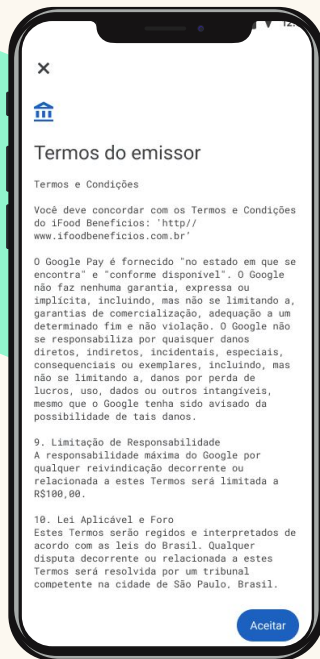 Termos do emissor
Termos e Condições
Você deve concordar com os Termos e Condições
do iFood Beneficios: 'http//
www.ifoodbeneficios.com.br'
O Google Pay é fornecido "no estado em que se
encontra" e "conforme disponível". O Google
não faz nenhuma garantia, expressa ou
implícita, incluindo, mas não se limitando a,
garantias de comercialização, adequação a um
determinado fim e não violação. O Google não
se responsabiliza por quaisquer danos
diretos, indiretos, incidentais, especiais,
consequenciais ou exemplares, incluindo, mas
não se limitando a, danos por perda de
lucros, uso, dados ou outros intangíveis,
mesmo que o Google tenha sido avisado da
possibilidade de tais danos.
9. Limitação de Responsabilidade
A responsabilidade máxima do Google por
qualquer reivindicação decorrente ou
relacionada a estes Termos será limitada a
R$100,00.
10. Lei Aplicável e Foro
Estes Termos serão regidos e interpretados de
acordo com as leis do Brasil. Qualquer
disputa decorrente ou relacionada a estes
Termos será resolvida por um tribunal
competente na cidade de São Paulo, Brasil.
Aceitar